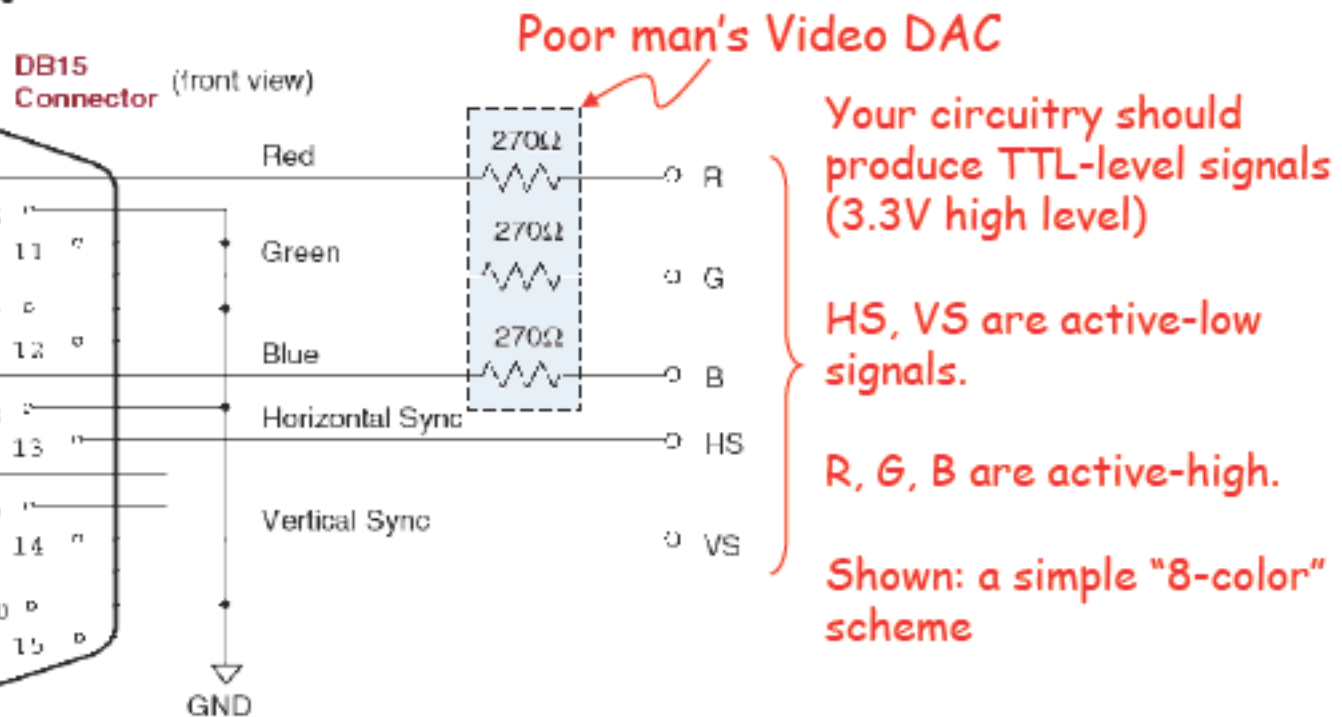 Poor man's Video DAC
DB15
Connector
(front view)
Your circuitry should
produce TTL-level signals
(3.3V high level)
270Ω
Red
R
11
270Ω
Green
G
HS, VS are active-low
signals.
12
270Ω
Blue
B
Horizontal Sync
13
HS
R, G, B are active-high.
14
Vertical Sync
VS
Shown: a simple “8-color”
scheme
15
GND